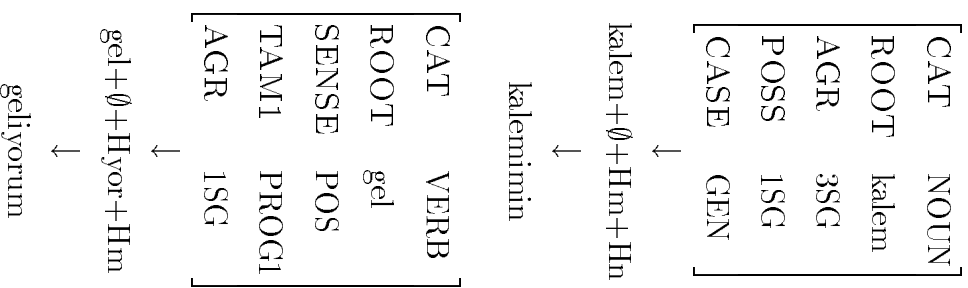 CAT NOUN
ROOT kalem
AGR 3SG
POSS 1SG
CASE GEN
↓
kalem+∅+Hm+Hn
↓
kalemimin
CAT VERB
ROOT gel
SENSE POS
TAM1 PROG1
AGR 1SG
↓
gel+∅+Hyor+Hm
↓
geliyorum